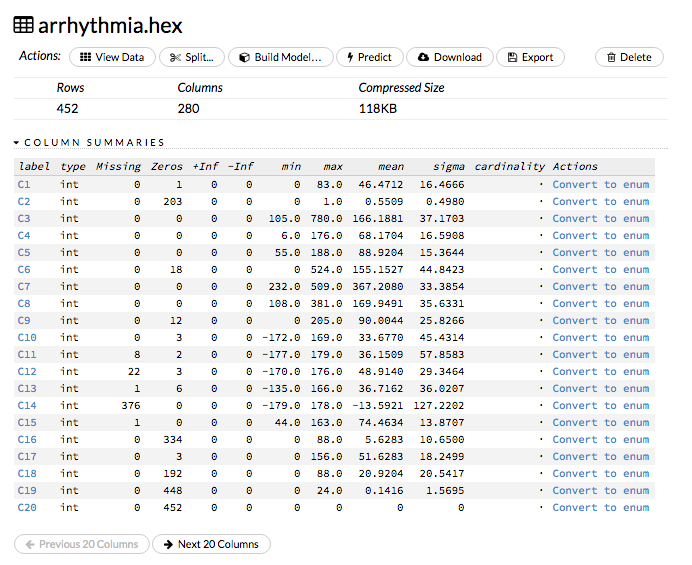 arrhythmia.hex
Actions: View Data Split... Build Model... Predict Download Export Delete
Rows Columns Compressed Size
452 280 118KB
COLUMN SUMMARIES
label type Missing Zeros +Inf -Inf min max mean sigma cardinality Actions
C1 int 0 1 0 0 0 83.0 46.4712 16.4666 · Convert to enum
C2 int 0 203 0 0 0 1.0 0.5509 0.4980 · Convert to enum
C3 int 0 0 0 0 105.0 780.0 166.1881 37.1703 · Convert to enum
C4 int 0 0 0 0 6.0 176.0 68.1704 16.5908 · Convert to enum
C5 int 0 0 0 0 55.0 188.0 88.9204 15.3644 · Convert to enum
C6 int 0 18 0 0 0 524.0 155.1527 44.8423 · Convert to enum
C7 int 0 0 0 0 232.0 509.0 367.2080 33.3854 · Convert to enum
C8 int 0 0 0 0 108.0 381.0 169.9491 35.6331 · Convert to enum
C9 int 0 12 0 0 0 205.0 90.0044 25.8266 · Convert to enum
C10 int 0 3 0 0 -172.0 169.0 33.6770 45.4314 · Convert to enum
C11 int 8 2 0 0 -177.0 179.0 36.1509 57.8583 · Convert to enum
C12 int 22 3 0 0 -170.0 176.0 48.9140 29.3464 · Convert to enum
C13 int 1 6 0 0 -135.0 166.0 36.7162 36.0207 · Convert to enum
C14 int 376 0 0 0 -179.0 178.0 -13.5921 127.2202 · Convert to enum
C15 int 1 0 0 0 44.0 163.0 74.4634 13.8707 · Convert to enum
C16 int 0 334 0 0 0 88.0 5.6283 10.6500 · Convert to enum
C17 int 0 3 0 0 0 156.0 51.6283 18.2499 · Convert to enum
C18 int 0 192 0 0 0 88.0 20.9204 20.5417 · Convert to enum
C19 int 0 448 0 0 0 24.0 0.1416 1.5695 · Convert to enum
C20 int 0 452 0 0 0 0 0 0 · Convert to enum
Previous 20 Columns Next 20 Columns